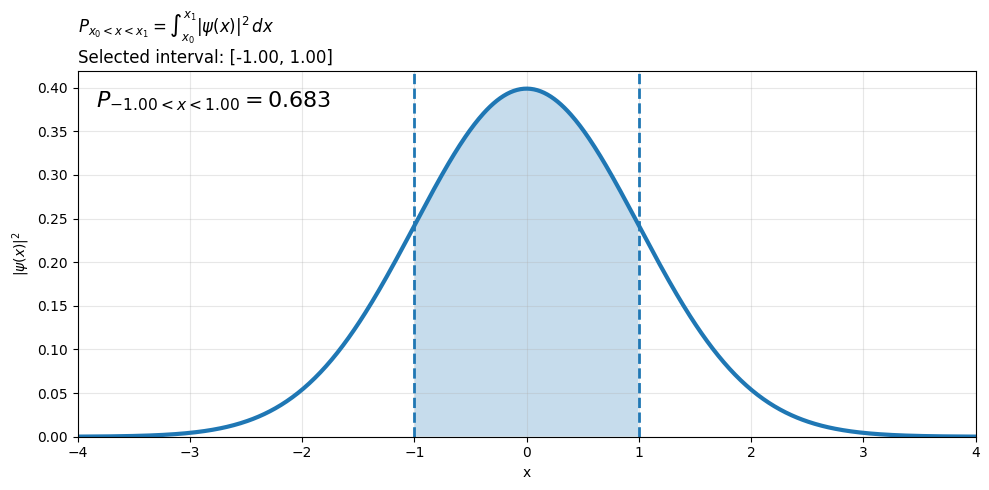 P_{x_0 < x < x_1} = ∫_{x_0}^{x_1} |ψ(x)|² dx
Selected interval: [-1.00, 1.00]
P_{−1.00 < x < 1.00} = 0.683
|ψ(x)|²
0.40
0.35
0.30
0.25
0.20
0.15
0.10
0.05
0.00
−4 −3 −2 −1 0 1 2 3 4
x